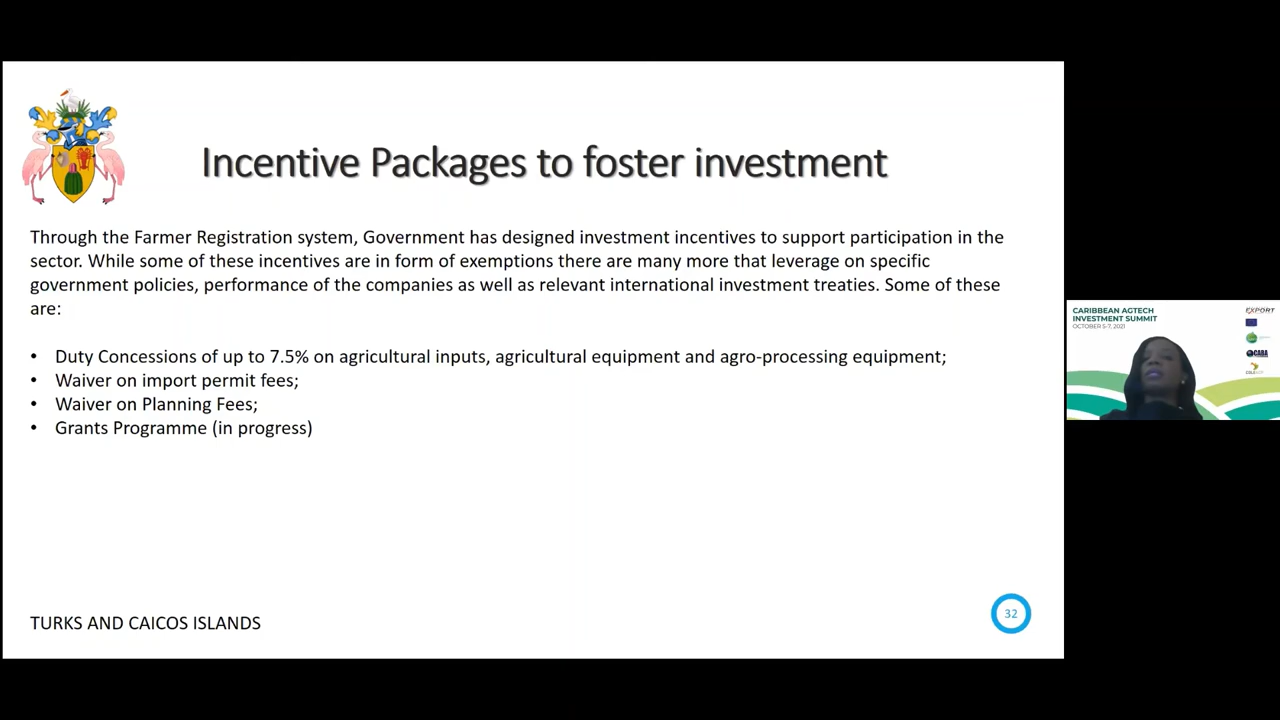 Incentive Packages to foster investment
Through the Farmer Registration system, Government has designed investment incentives to support participation in the
sector. While some of these incentives are in form of exemptions there are many more that leverage on specific
government policies, performance of the companies as well as relevant international investment treaties. Some of these
are:
• Duty Concessions of up to 7.5% on agricultural inputs, agricultural equipment and agro-processing equipment;
• Waiver on import permit fees;
• Waiver on Planning Fees;
• Grants Programme (in progress)
TURKS AND CAICOS ISLANDS
32
CARIBBEAN AGTECH
INVESTMENT SUMMIT
OCTOBER 5-7, 2021
EXPORT
CABA